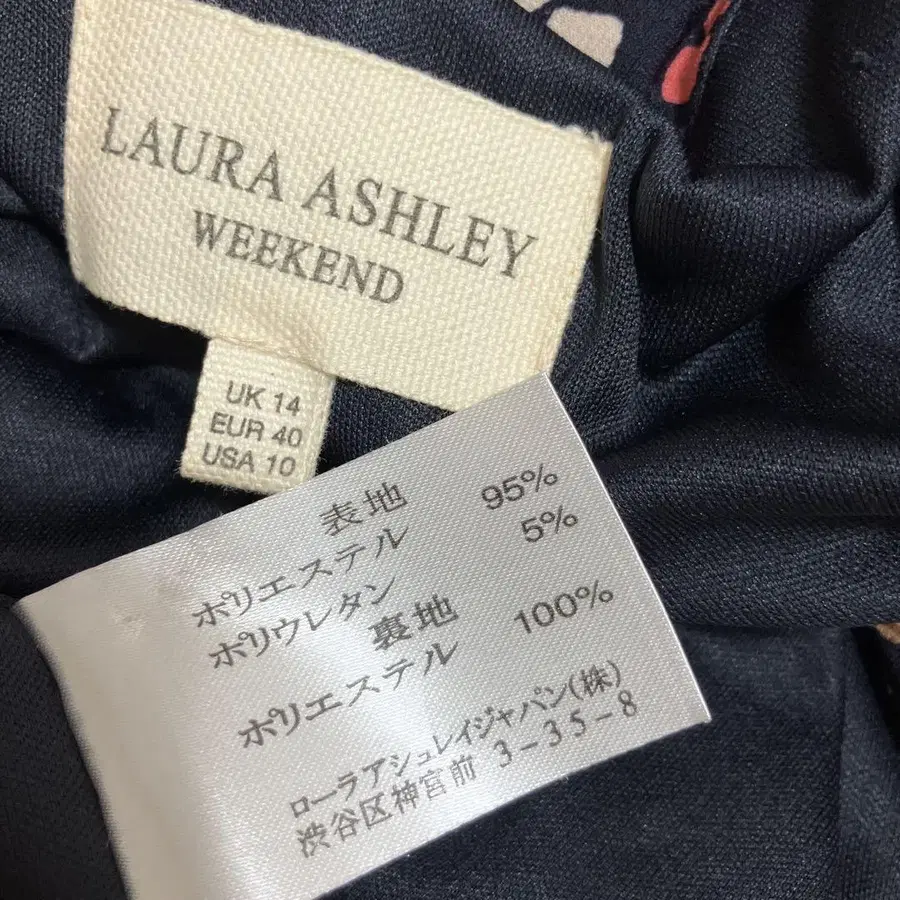 LAURA ASHLEY
WEEKEND
UK 14
EUR 40
USA 10
表地
ポリエステル 95%
ポリウレタン 5%
裏地
ポリエステル 100%
ローラアシュレイジャパン(株)
渋谷区神宮前 3-35-8